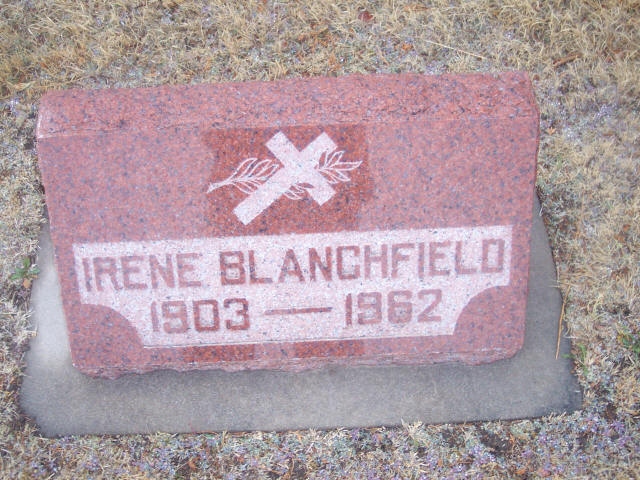 IRENE BLANCHFIELD
1903 — 1962